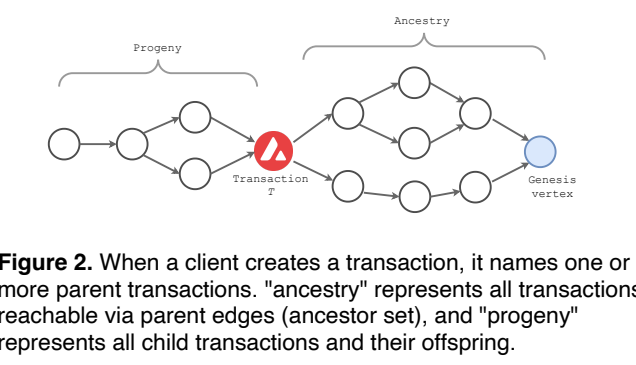 Ancestry
Progeny
Transaction
T
Genesis
vertex
Figure 2. When a client creates a transaction, it names one or
more parent transactions. "ancestry" represents all transactions
reachable via parent edges (ancestor set), and "progeny"
represents all child transactions and their offspring.